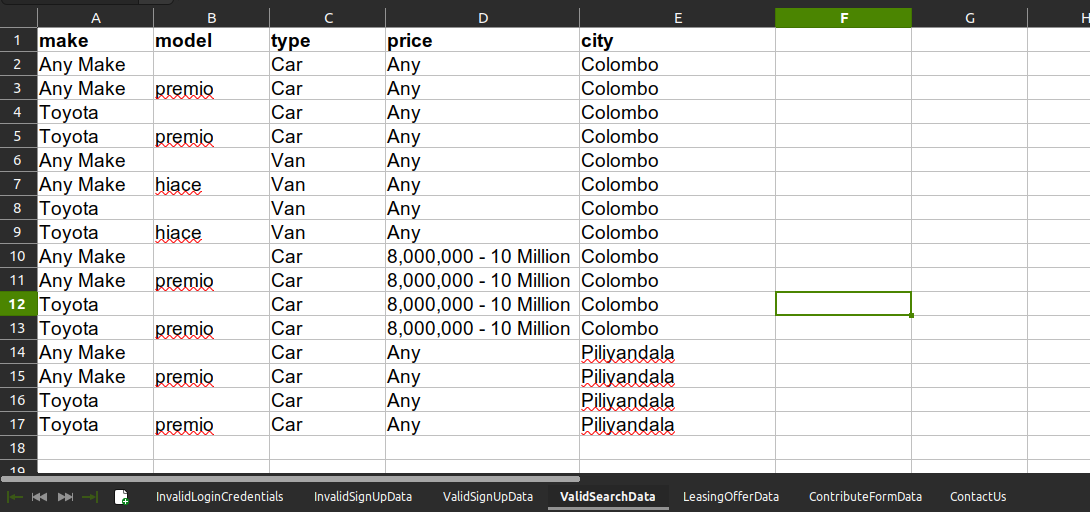 A B C D E F G H
1 make model type price city
2 Any Make Car Any Colombo
3 Any Make premio Car Any Colombo
4 Toyota Car Any Colombo
5 Toyota premio Car Any Colombo
6 Any Make Van Any Colombo
7 Any Make hiace Van Any Colombo
8 Toyota Van Any Colombo
9 Toyota hiace Van Any Colombo
10 Any Make Car 8,000,000 - 10 Million Colombo
11 Any Make premio Car 8,000,000 - 10 Million Colombo
12 Toyota Car 8,000,000 - 10 Million Colombo
13 Toyota premio Car 8,000,000 - 10 Million Colombo
14 Any Make Car Any Piliyandala
15 Any Make premio Car Any Piliyandala
16 Toyota Car Any Piliyandala
17 Toyota premio Car Any Piliyandala
18
19
InvalidLoginCredentials InvalidSignUpData ValidSignUpData ValidSearchData LeasingOfferData ContributeFormData ContactUs